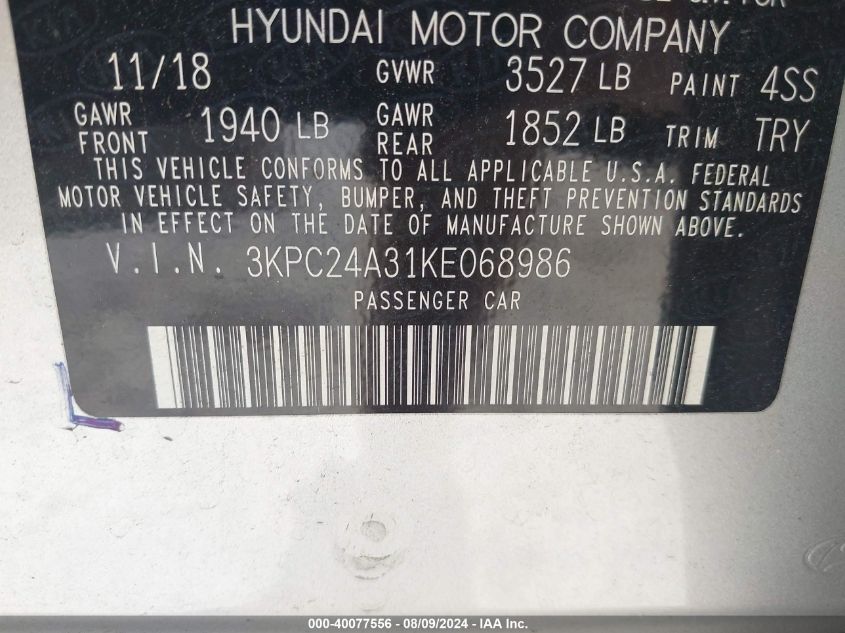 HYUNDAI MOTOR COMPANY
11/18 GVWR 3527 LB PAINT 4SS
GAWR FRONT 1940 LB GAWR REAR 1852 LB TRIM TRY
THIS VEHICLE CONFORMS TO ALL APPLICABLE U.S.A. FEDERAL
MOTOR VEHICLE SAFETY, BUMPER, AND THEFT PREVENTION STANDARDS
IN EFFECT ON THE DATE OF MANUFACTURE SHOWN ABOVE.
V.I.N. 3KPC24A31KE068986
PASSENGER CAR
000-40077556 - 08/09/2024 - IAA Inc.